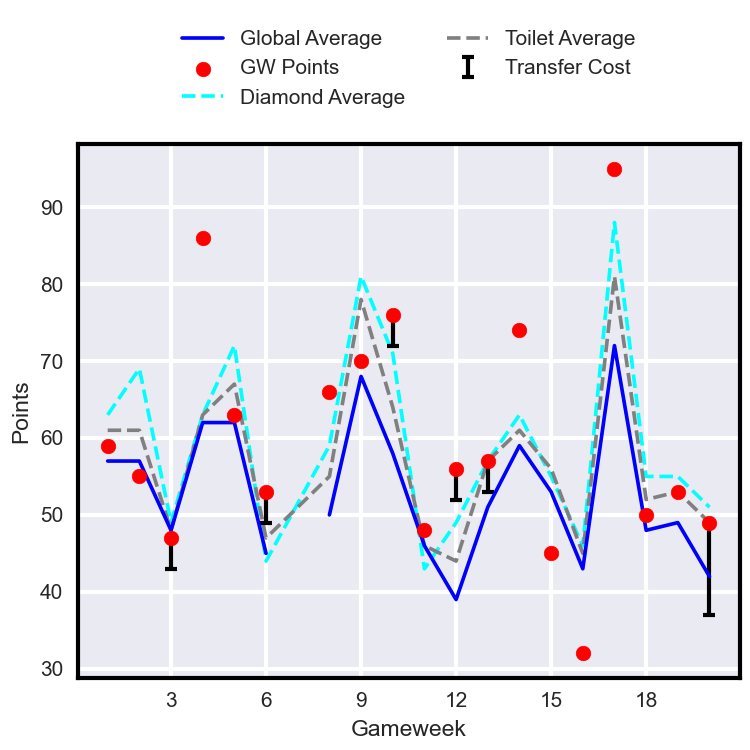 Global Average
GW Points
Diamond Average
Toilet Average
Transfer Cost
Points
90
80
70
60
50
40
30
3 6 9 12 15 18
Gameweek